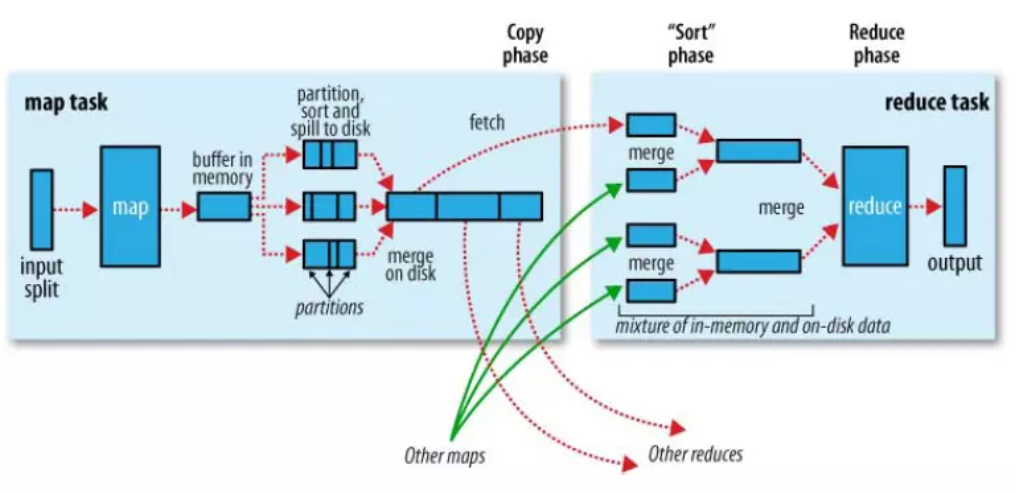 Copy
phase
“Sort”
phase
Reduce
phase
map task
partition,
sort and
spill to disk
fetch
reduce task
buffer in
memory
merge
map
merge
reduce
input
split
merge
on disk
merge
output
partitions
mixture of in-memory and on-disk data
Other maps
Other reduces